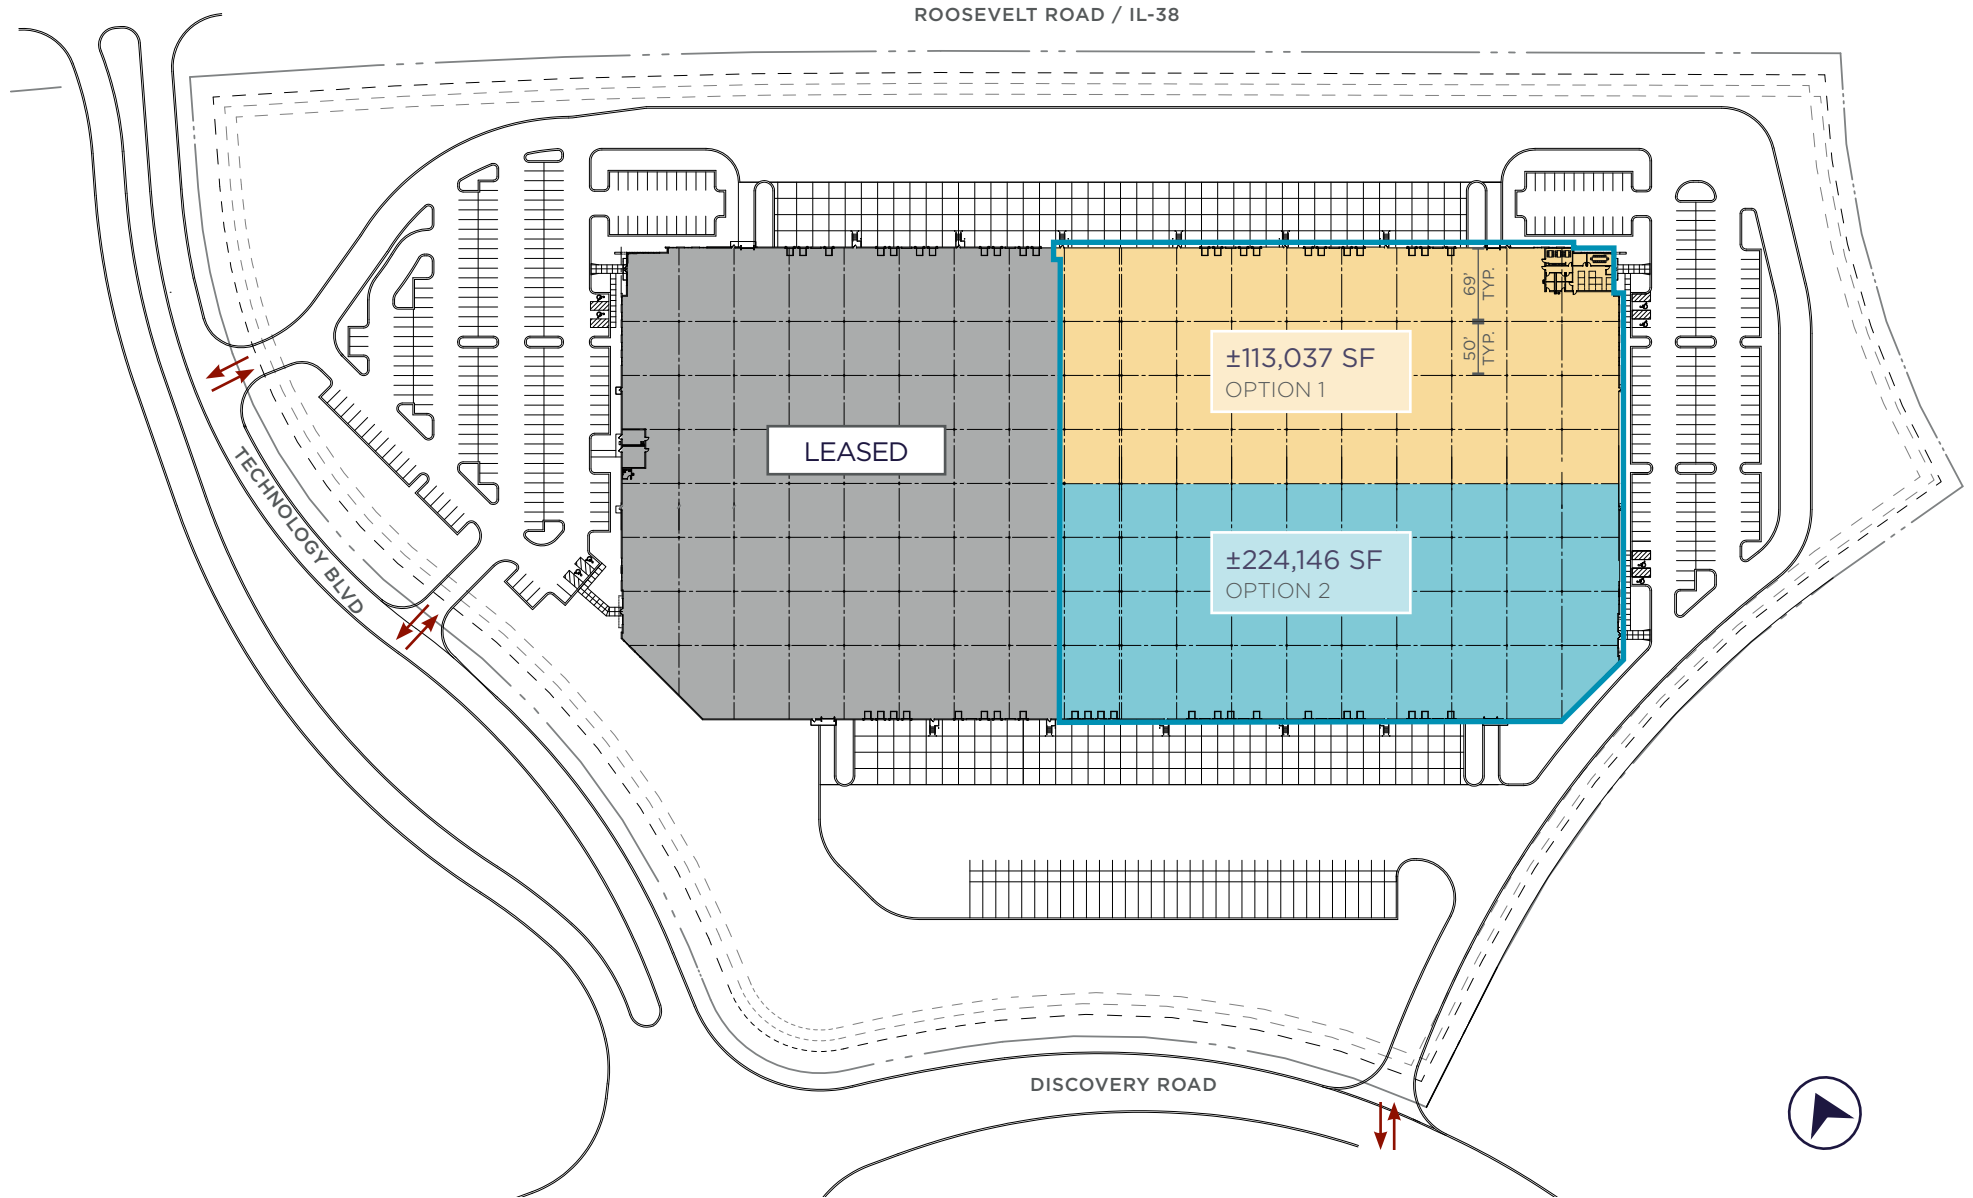 ROOSEVELT ROAD / IL-38
69'
TYP.
50'
TYP.
±113,037 SF
OPTION 1
LEASED
±224,146 SF
OPTION 2
TECHNOLOGY BLVD
DISCOVERY ROAD